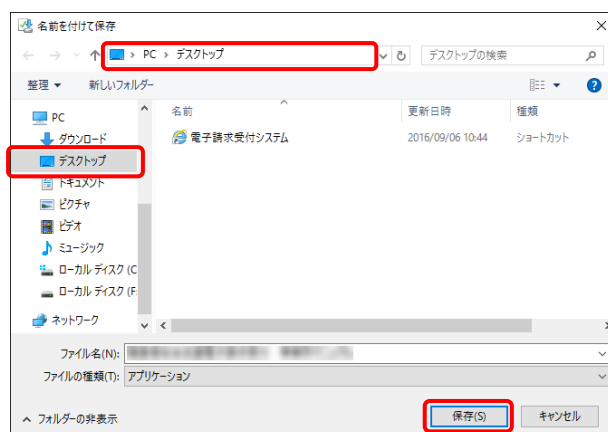 名前を付けて保存
PC › デスクトップ
デスクトップの検索
整理 新しいフォルダー
名前 更新日時 種類
PC
ダウンロード
デスクトップ
ドキュメント
ピクチャ
ビデオ
ミュージック
ローカル ディスク (C
ローカル ディスク (F
ネットワーク
電子請求受付システム 2016/09/06 10:44 ショートカット
ファイル名(N):
ファイルの種類(T): アプリケーション
フォルダーの非表示
保存(S) キャンセル